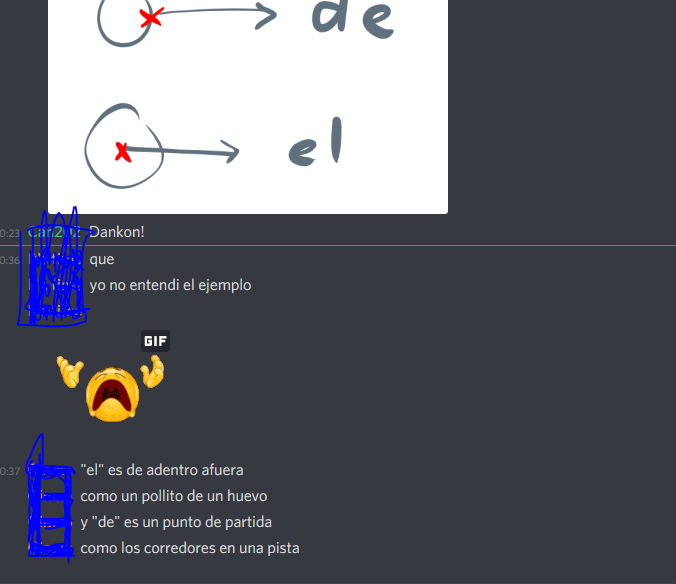 de
el
0:23 Dankon!
0:36 que
yo no entendi el ejemplo
GIF
0:37 "el" es de adentro afuera
como un pollito de un huevo
y "de" es un punto de partida
como los corredores en una pista